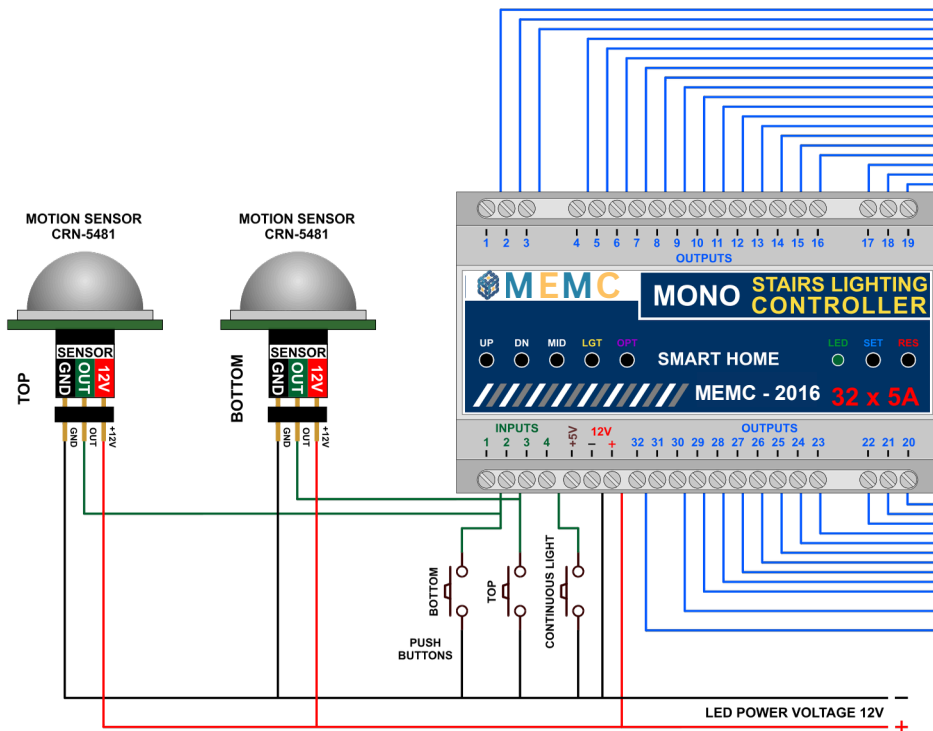 MOTION SENSOR
CRN-5481
MOTION SENSOR
CRN-5481
TOP
SENSOR
GND
OUT
12V
GND
OUT
+12V
BOTTOM
SENSOR
GND
OUT
12V
GND
OUT
+12V
1 2 3 4 5 6 7 8 9 10 11 12 13 14 15 16 17 18 19
OUTPUTS
MEMC
MONO STAIRS LIGHTING
CONTROLLER
UP DN MID LGT OPT SMART HOME LED SET RES
MEMC - 2016 32 x 5A
INPUTS 12V OUTPUTS
1 2 3 4 +5V − + 32 31 30 29 28 27 26 25 24 23 22 21 20
BOTTOM
TOP
CONTINUOUS LIGHT
PUSH
BUTTONS
−
LED POWER VOLTAGE 12V
+